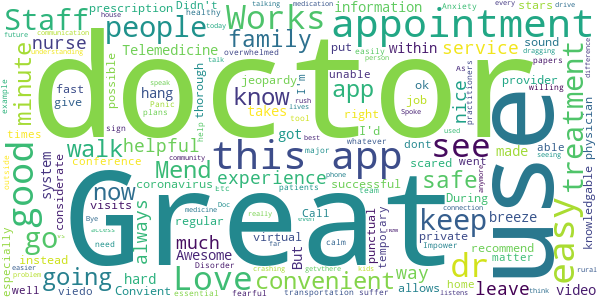 prescription
Didn't
information
talking
medication
Anxiety
every
stars
drive
house
today
healthy
Staff
people
Works
appointment
future
communication
understanding
nurse
Telemedicine
family
overwhelmed
put
easily
person
within
service
sound
dragging
papers
difference
minute
fast
give
possible
speak
Panic
plans
hang
thorough
jeopardy
I'm
unable
ok
job
As
practitioners
provider
willing
example
times
sign
doctor
know
app
nice
rush
lives
tool
takes
right
Spoke
used
able
seeing
good
walk
helpful
help
got
I'd
best
whatever
dont
made
treatment
knowledgable
physician
system
conference
community
this app
see
use
easy
considerate
Mend
experience
major
phone
scared
went
anymore
go
now
always
coronavirus
etc
patients
team
successful
During
safe
outside
especially
visits
Awesome
regular
medicine
Doc
Call
virtual
far
But
calm
punctual
temporary
keep
private
breeze
connection
Impower
recommend
matter
instead
going
Bye
access
need
much
Disorder
really
even
Great
Love
convenient
crashing
getvthere
kids
way
allows
listens
dr
leave
home
video
easier
problem
well
viedo
hard
Convient
essential
fearful
transportation
suffer
think
rural